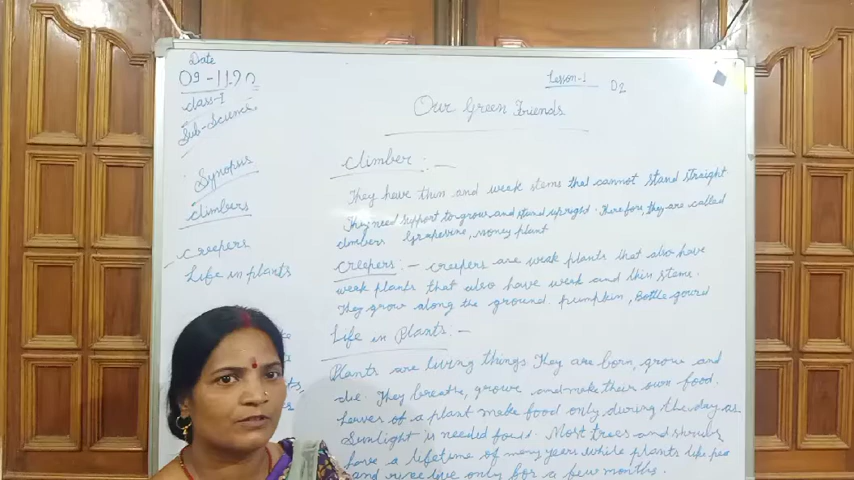 Date
09-11.20
Class-I
Sub-Science
Synopus
climbers
creepers
Life in plants
Lesson-1 D2
Our Green Friends
Climber :-
They have thin and weak stems that cannot stand straight
They need support to grow and stand upright. Therefore, they are called
climbers Grapevine, Money plant
Creepers :- creepers are weak plants that also have
weak plants that also have weak and thin stems.
They grow along the ground. pumpkin, Bottle gourd
Life in Plants :-
Plants are living things. They are born, grow and
die. They breathe, grow, and make their own food.
Leaves of a plant make food only during the day as
Sunlight is needed . Most trees and shrubs
have a lifetime of many years while plants like pea
and rice live only for a few months.